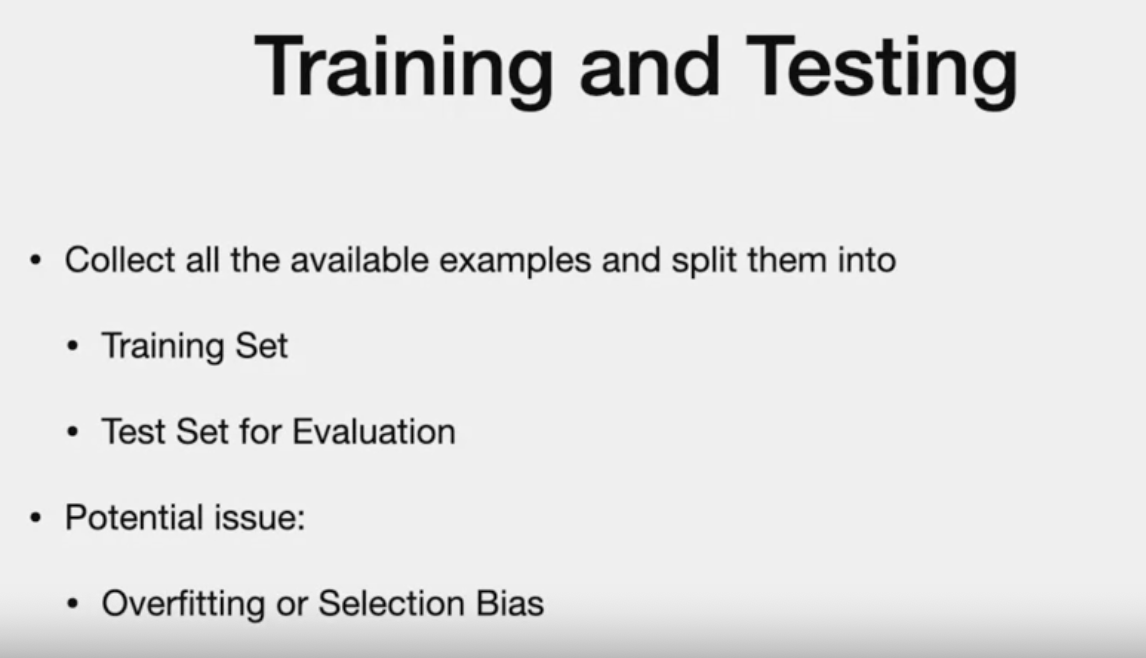 Training and Testing
• Collect all the available examples and split them into
• Training Set
• Test Set for Evaluation
• Potential issue:
• Overfitting or Selection Bias